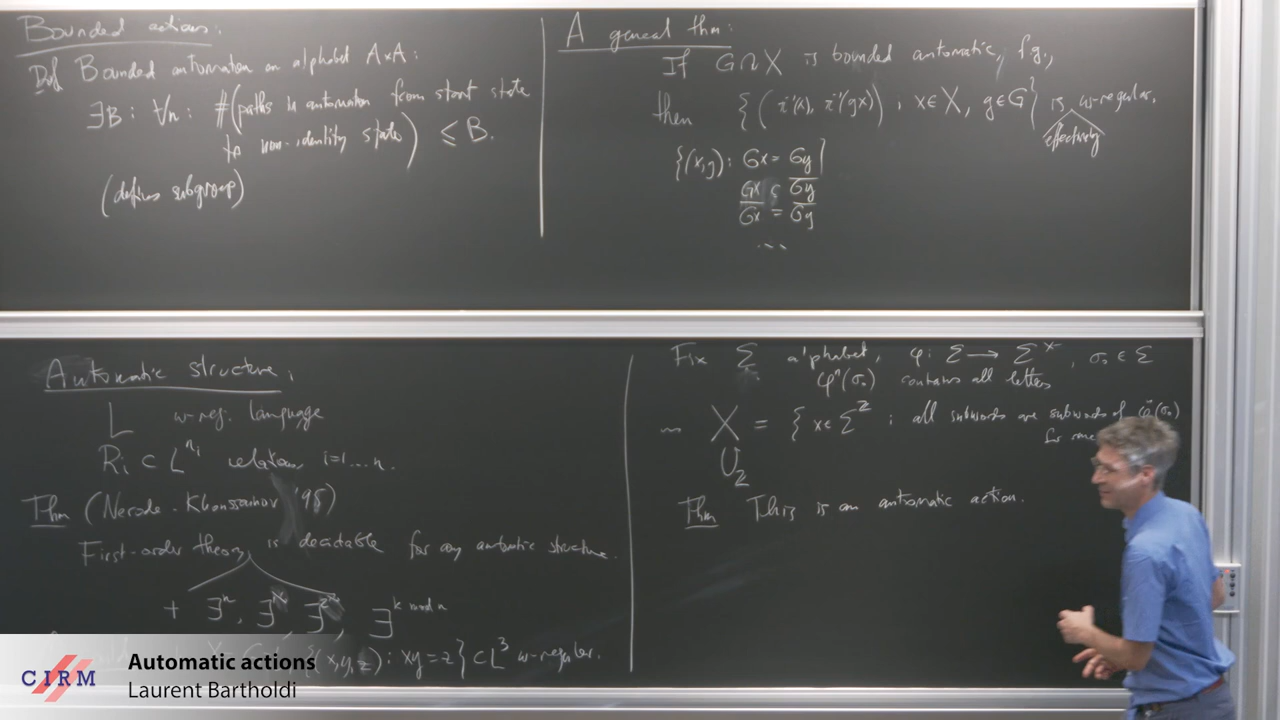 Bounded actions:
Def Bounded automaton on alphabet A×A:
∃B: ∀n: #(paths in automaton from start state
to non-identity state) ≤ B.
(defines subgroup)
A general thm:
If G∩X is bounded automatic, f.g.,
then {(π⁻¹(x), π⁻¹(gx)) ; x∈X, g∈G} is ω-regular,
effectively
{(x,y): Gx = Gy}
Gx ⊂ Gy
Gx = Gy
...
Automatic structure:
L ω-reg. language
Ri ⊂ L^ni relation i=1...n.
Thm (Nerode-Khoussainov '95)
First-order theory is decidable for any automatic structure.
+ ∃^n, ∃^ℵ, ∃, ∃^k mod n
{(x,y,z): xy=z} ⊂ L³ ω-regular.
Fix Σ alphabet, φ: Σ → Σ*, σ₀ ∈ Σ
φⁿ(σ₀) contains all letters
⇝ X = {x∈Σ^Z ; all subwords are subwords of φⁿ(σ₀)
for
Z
Thm This is an automatic action.
CIRM
Automatic actions
Laurent Bartholdi